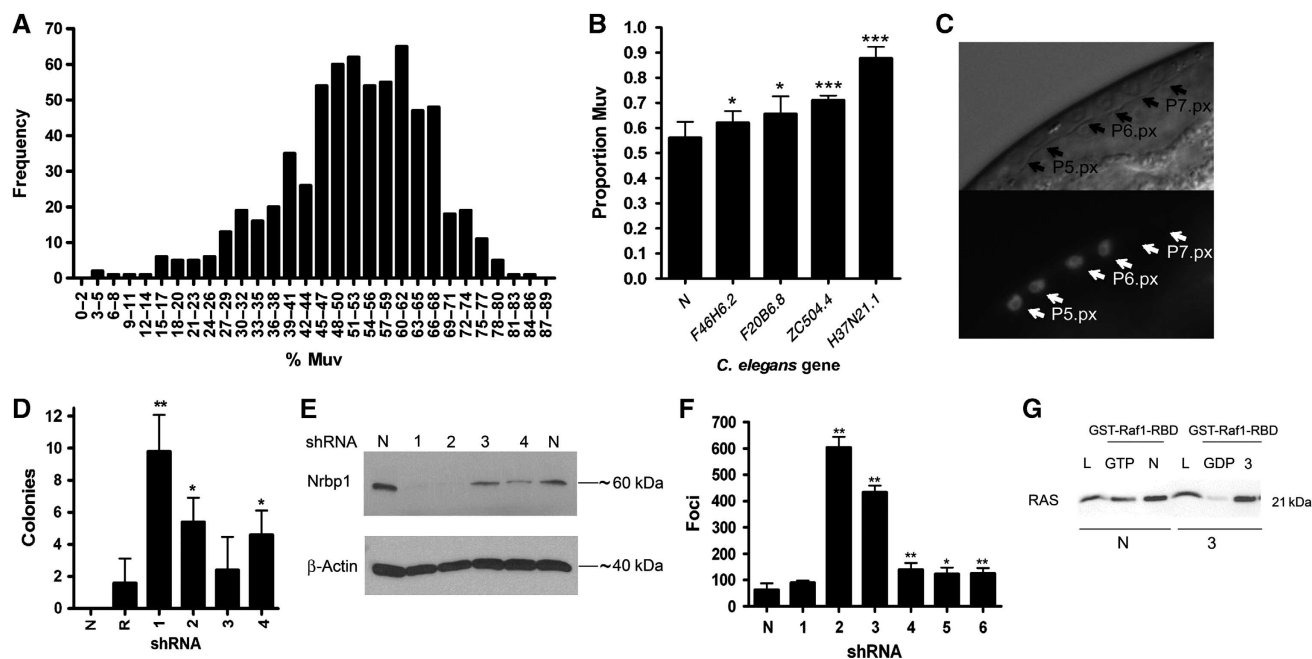 A
70
60
50
40
30
20
10
0
Frequency
0–2
3–5
6–8
9–11
12–14
15–17
18–20
21–23
24–26
27–29
30–32
33–35
36–38
39–41
42–44
45–47
48–50
51–53
54–56
57–59
60–62
63–65
66–68
69–71
72–74
75–77
78–80
81–83
84–86
87–89
% Muv
B
1.0
0.9
0.8
0.7
0.6
0.5
0.4
0.3
0.2
0.1
0.0
Proportion Muv
*
*
***
***
N
F46H6.2
F20B6.8
ZC504.4
H37N21.1
C. elegans gene
C
P7.px
P6.px
P5.px
P7.px
P6.px
P5.px
D
12
10
8
6
4
2
0
Colonies
**
*
*
N
R
1
2
3
4
shRNA
E
shRNA N 1 2 3 4 N
Nrbp1
~60 kDa
β-Actin
~40 kDa
F
700
600
500
400
300
200
100
0
Foci
**
**
**
*
**
N 1 2 3 4 5 6
shRNA
G
GST-Raf1-RBD GST-Raf1-RBD
L GTP N L GDP 3
RAS
21 kDa
N 3